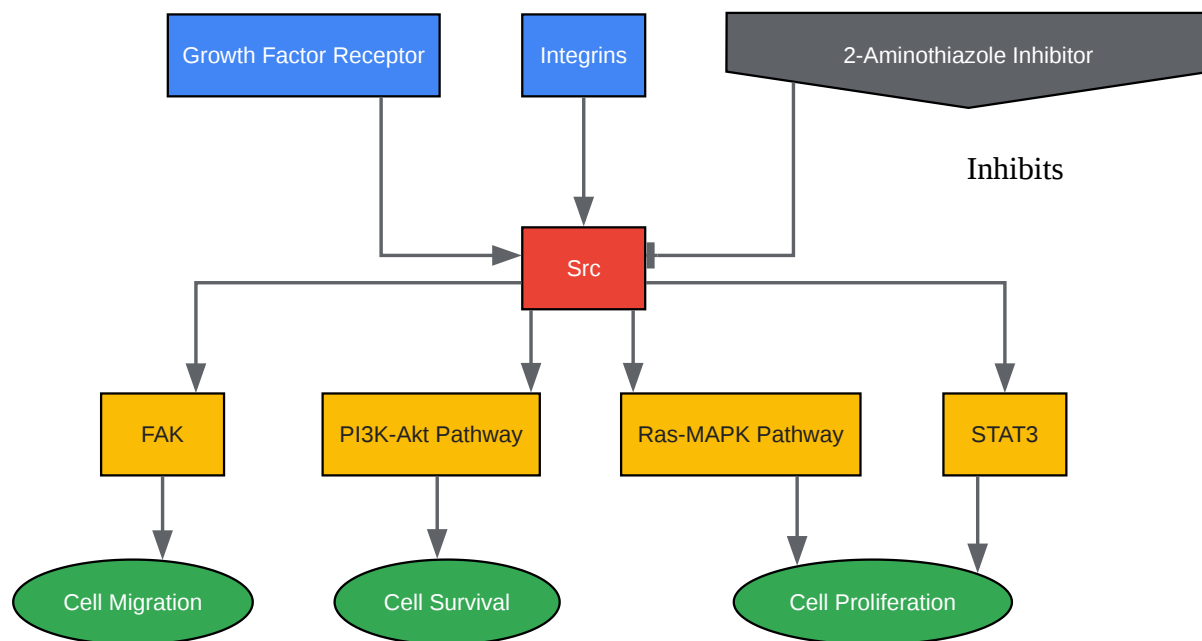 Growth Factor Receptor
Integrins
2-Aminothiazole Inhibitor
Inhibits
Src
FAK
PI3K-Akt Pathway
Ras-MAPK Pathway
STAT3
Cell Migration
Cell Survival
Cell Proliferation